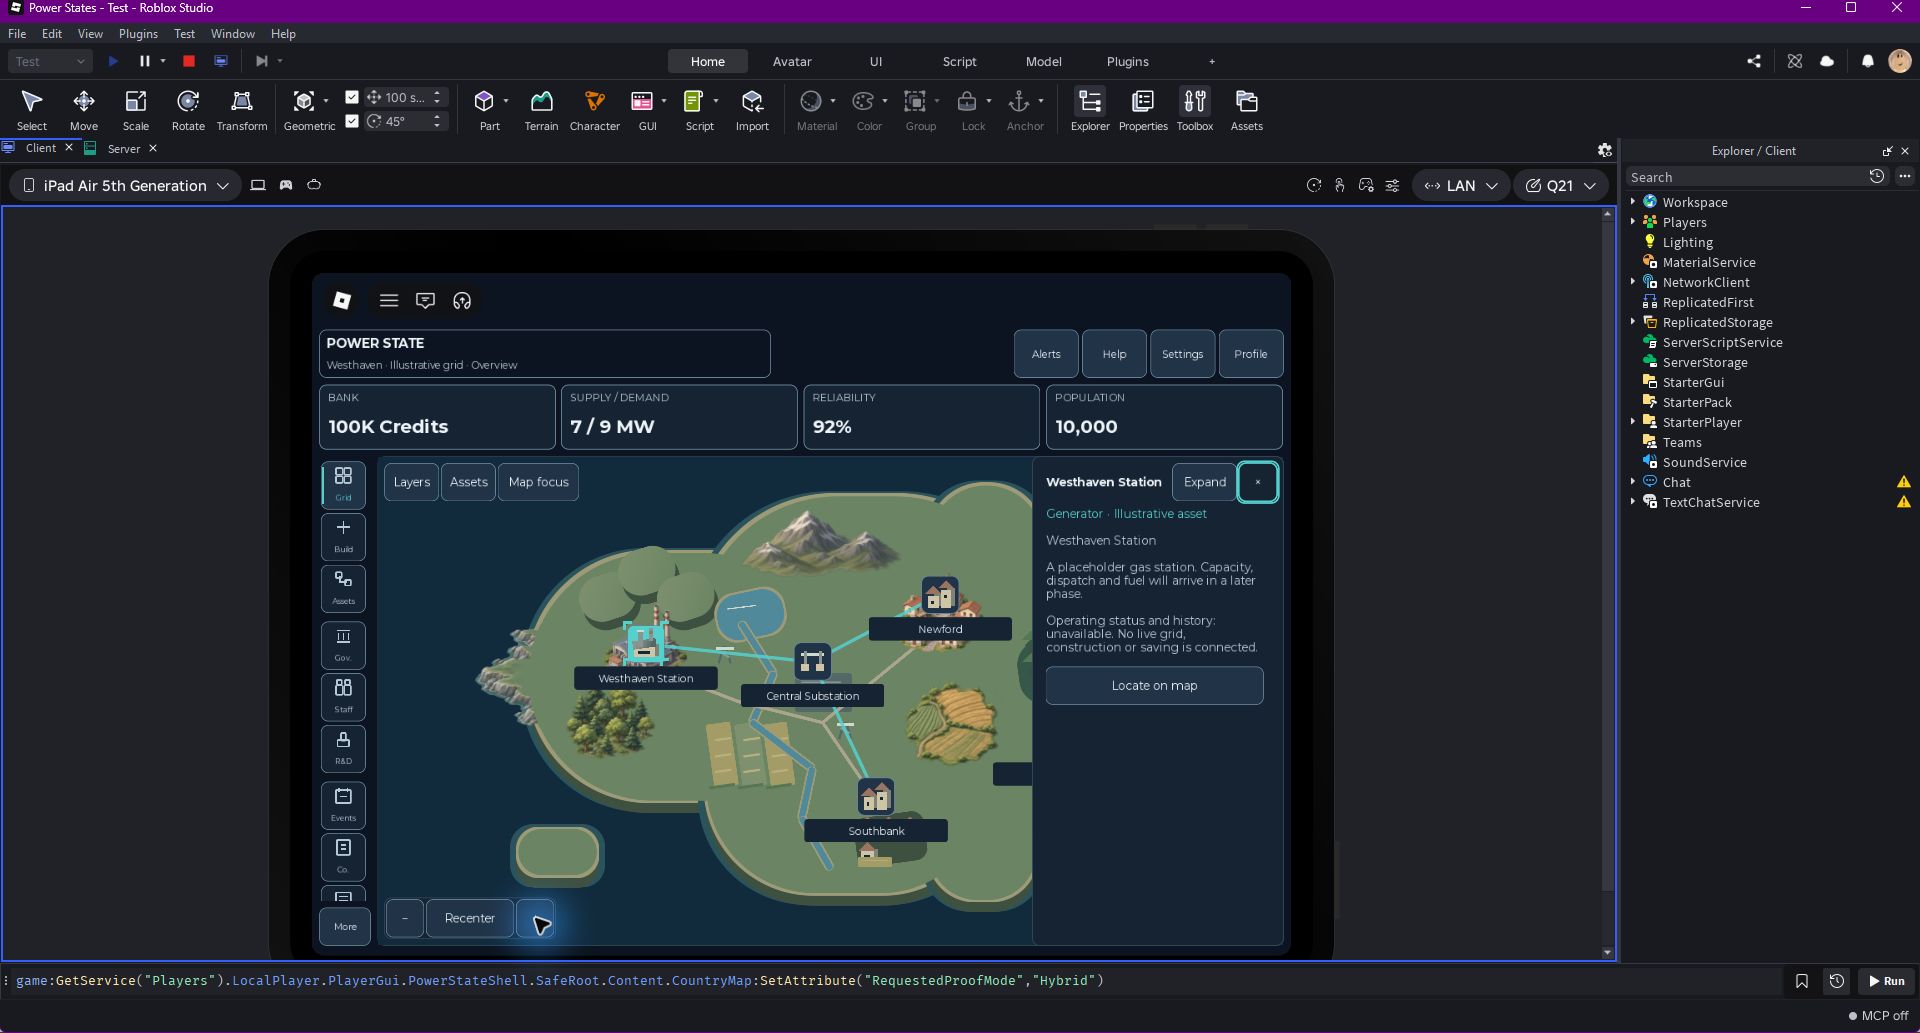 Power States - Test - Roblox Studio
File Edit View Plugins Test Window Help
Test
Home Avatar UI Script Model Plugins +
100 s...
45°
Select Move Scale Rotate Transform Geometric Part Terrain Character GUI Script Import Material Color Group Lock Anchor Explorer Properties Toolbox Assets
Client Server
Explorer / Client
iPad Air 5th Generation
LAN
Q21
Search
Workspace
Players
Lighting
MaterialService
NetworkClient
ReplicatedFirst
ReplicatedStorage
ServerScriptService
ServerStorage
StarterGui
StarterPack
StarterPlayer
Teams
SoundService
Chat
TextChatService
POWER STATE
Westhaven · Illustrative grid · Overview
Alerts Help Settings Profile
BANK
100K Credits
SUPPLY / DEMAND
7 / 9 MW
RELIABILITY
92%
POPULATION
10,000
Grid
Build
Assets
Gov.
Staff
R&D
Events
Co.
More
Layers Assets Map focus
Newford
Westhaven Station
Central Substation
Southbank
− Recenter
Westhaven Station Expand ×
Generator · Illustrative asset
Westhaven Station
A placeholder gas station. Capacity,
dispatch and fuel will arrive in a later
phase.
Operating status and history:
unavailable. No live grid,
construction or saving is connected.
Locate on map
game:GetService("Players").LocalPlayer.PlayerGui.PowerStateShell.SafeRoot.Content.CountryMap:SetAttribute("RequestedProofMode","Hybrid")
Run
MCP off